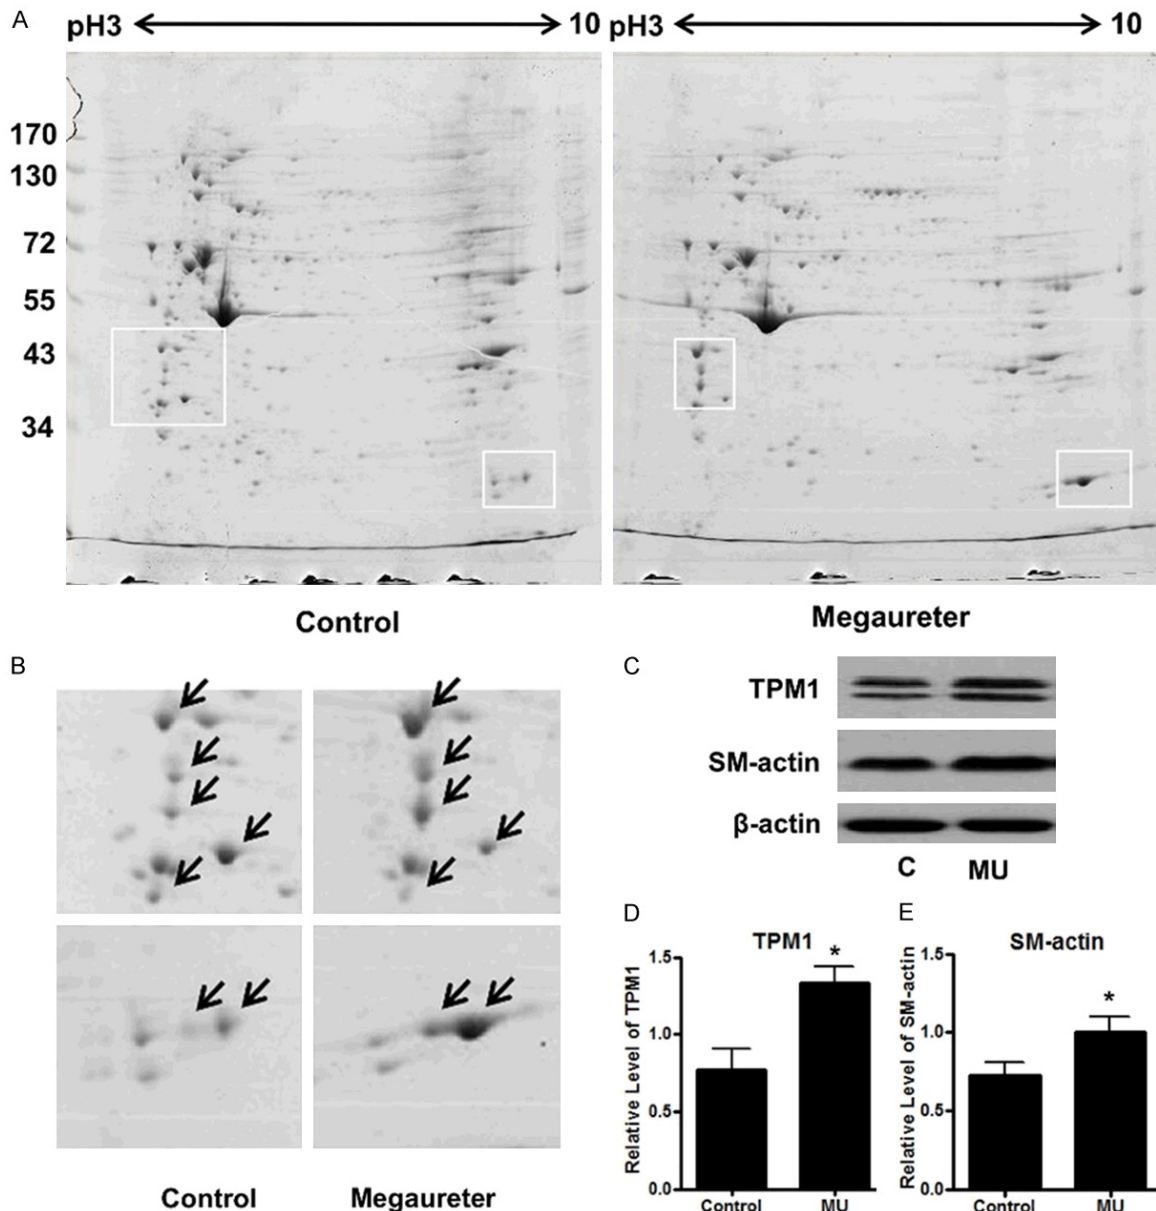 A
pH3 10 pH3 10
170
130
72
55
43
34
Control Megaureter
B
C
TPM1
SM-actin
β-actin
C MU
D
E
TPM1
SM-actin
*
*
Relative Level of TPM1
1.5
1.0
0.5
0.0
Control MU
Relative Level of SM-actin
1.5
1.0
0.5
0.0
Control MU
Control Megaureter